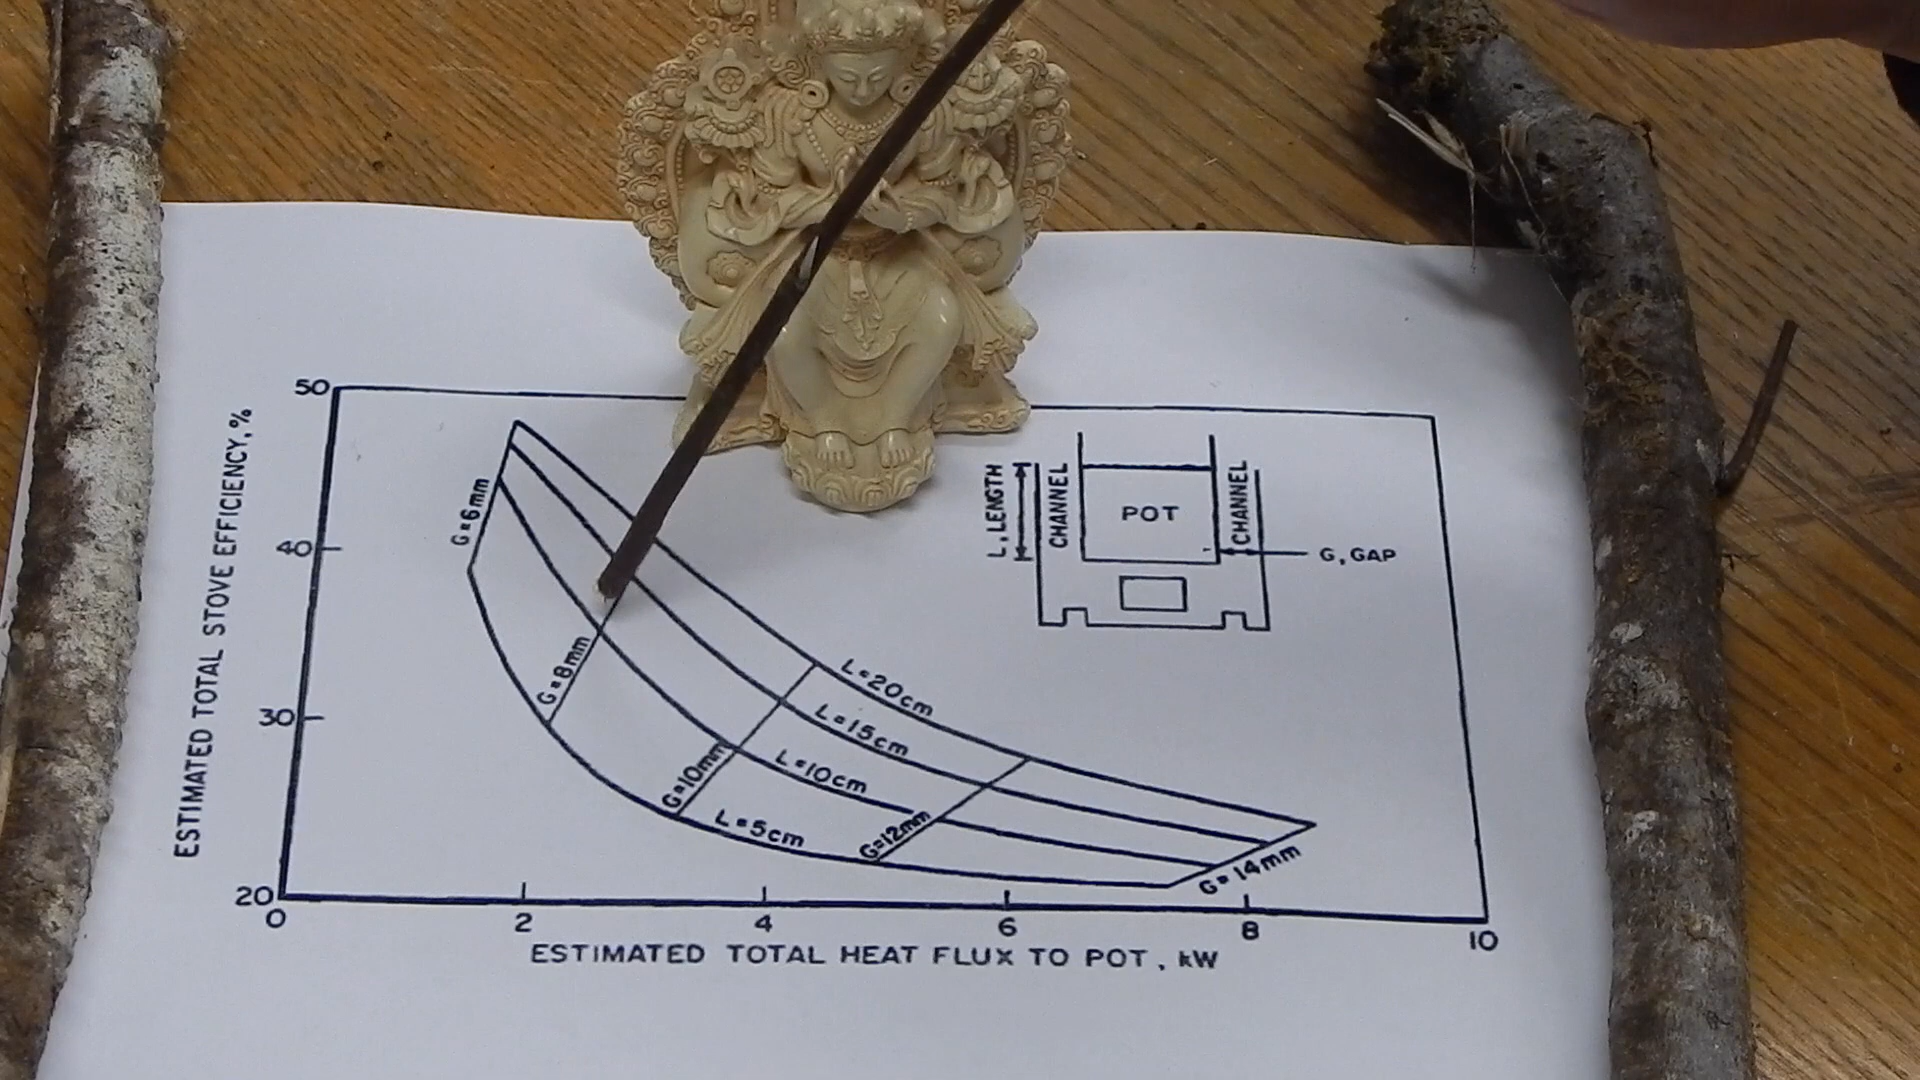 50
40
30
20
ESTIMATED TOTAL STOVE EFFICIENCY, %
G=6mm
G=8mm
G=10mm
G=12mm
G=14mm
L=20cm
L=15cm
L=10cm
L=5cm
L, LENGTH
CHANNEL
POT
CHANNEL
G, GAP
0 2 4 6 8 10
ESTIMATED TOTAL HEAT FLUX TO POT, kW